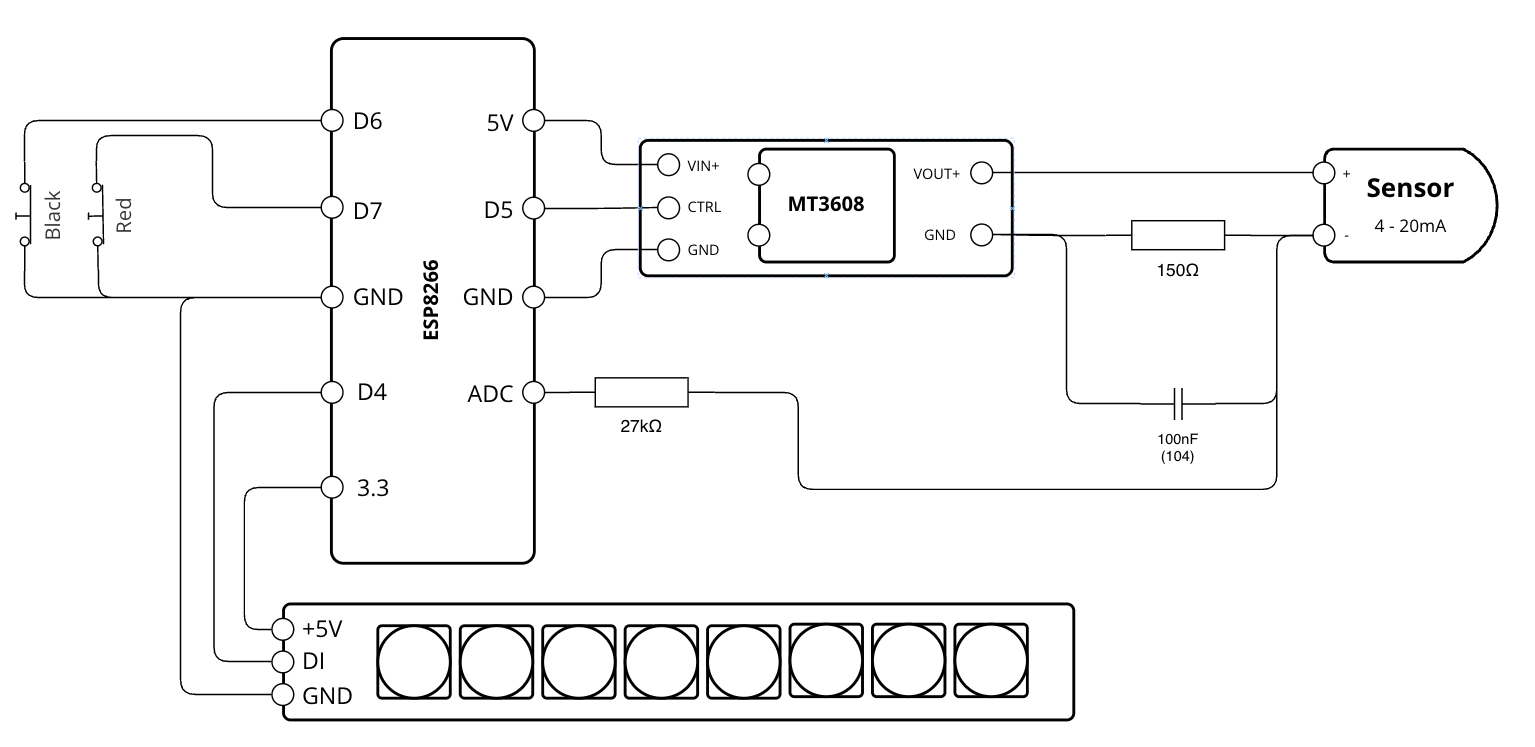 D6
5V
D7
D5
GND
GND
D4
ADC
3.3
ESP8266
Black
Red
VIN+
CTRL
GND
MT3608
VOUT+
GND
+
-
Sensor
4 - 20mA
150Ω
27kΩ
100nF
(104)
+5V
DI
GND